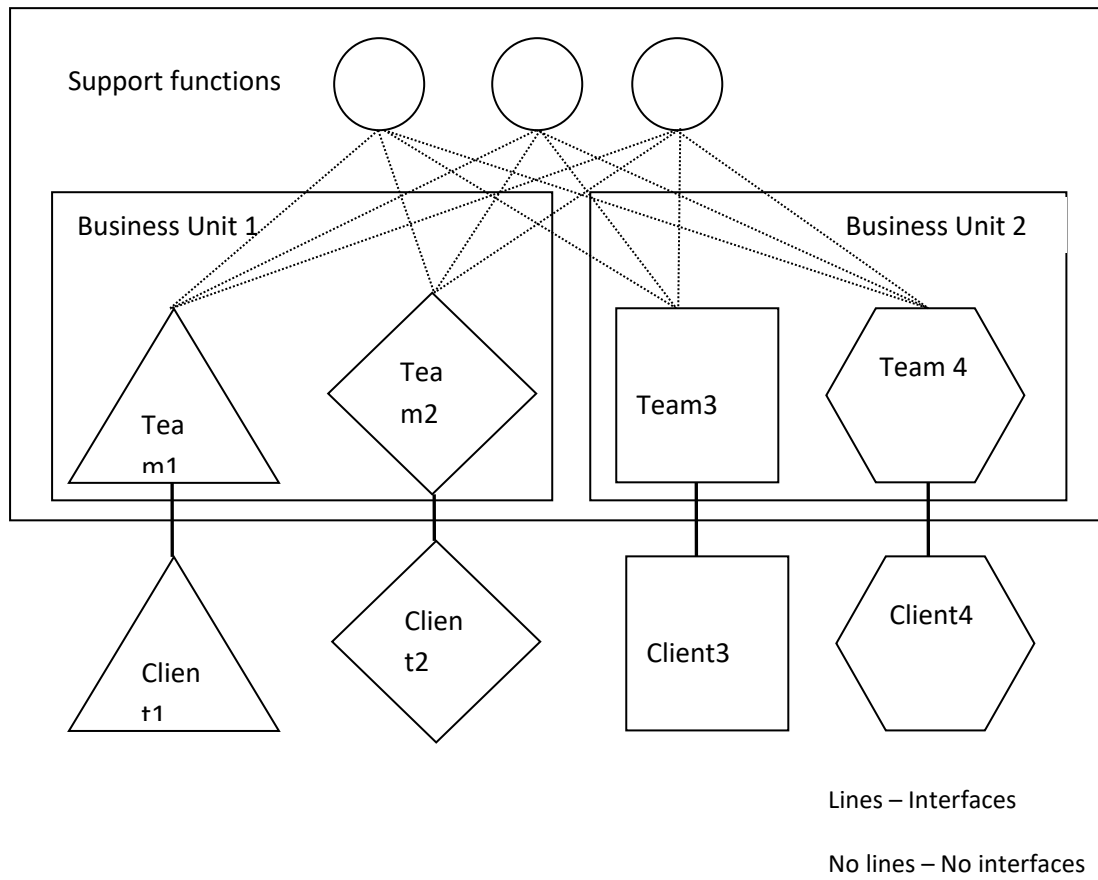 Support functions
Business Unit 1
Business Unit 2
Tea
m1
Tea
m2
Team3
Team 4
Clien
t1
Clien
t2
Client3
Client4
Lines – Interfaces
No lines – No interfaces